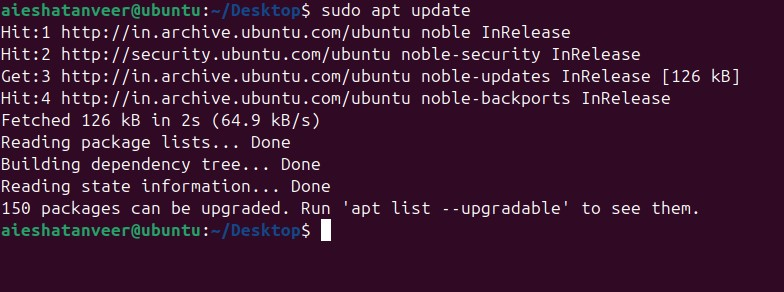 aieshatanveer@ubuntu:~/Desktop$ sudo apt update
Hit:1 http://in.archive.ubuntu.com/ubuntu noble InRelease
Hit:2 http://security.ubuntu.com/ubuntu noble-security InRelease
Get:3 http://in.archive.ubuntu.com/ubuntu noble-updates InRelease [126 kB]
Hit:4 http://in.archive.ubuntu.com/ubuntu noble-backports InRelease
Fetched 126 kB in 2s (64.9 kB/s)
Reading package lists... Done
Building dependency tree... Done
Reading state information... Done
150 packages can be upgraded. Run 'apt list --upgradable' to see them.
aieshatanveer@ubuntu:~/Desktop$